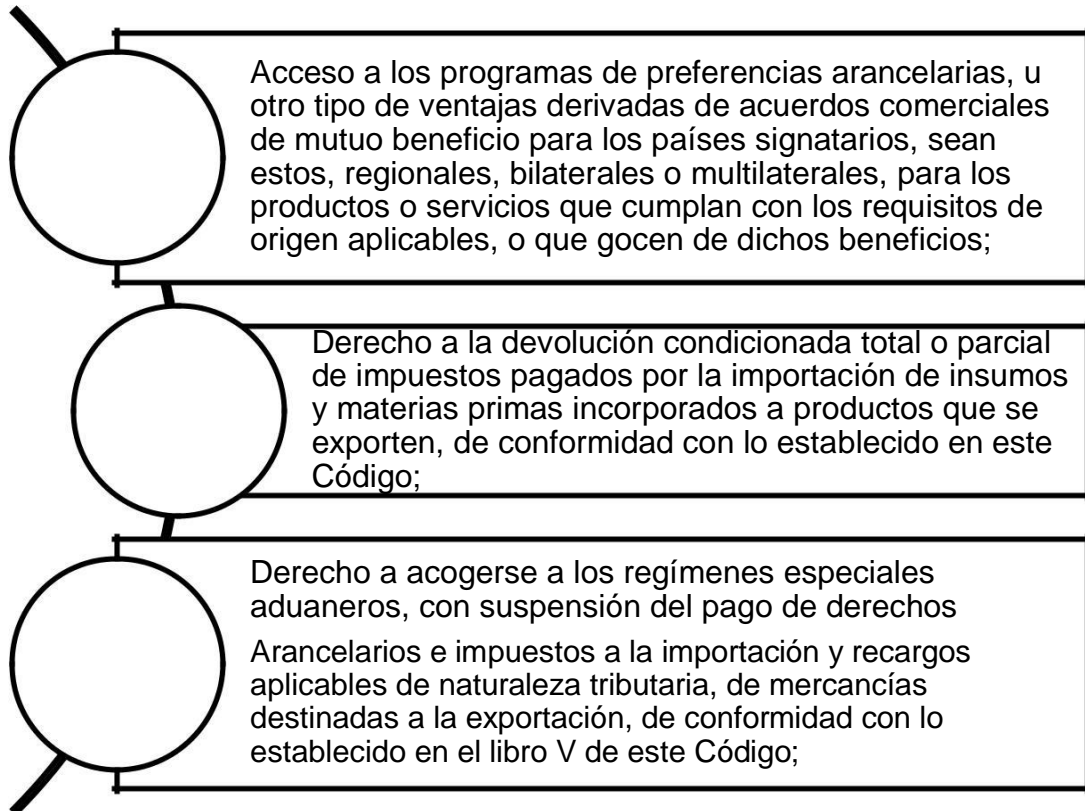 Acceso a los programas de preferencias arancelarias, u
otro tipo de ventajas derivadas de acuerdos comerciales
de mutuo beneficio para los países signatarios, sean
estos, regionales, bilaterales o multilaterales, para los
productos o servicios que cumplan con los requisitos de
origen aplicables, o que gocen de dichos beneficios;
Derecho a la devolución condicionada total o parcial
de impuestos pagados por la importación de insumos
y materias primas incorporados a productos que se
exporten, de conformidad con lo establecido en este
Código;
Derecho a acogerse a los regímenes especiales
aduaneros, con suspensión del pago de derechos
Arancelarios e impuestos a la importación y recargos
aplicables de naturaleza tributaria, de mercancías
destinadas a la exportación, de conformidad con lo
establecido en el libro V de este Código;